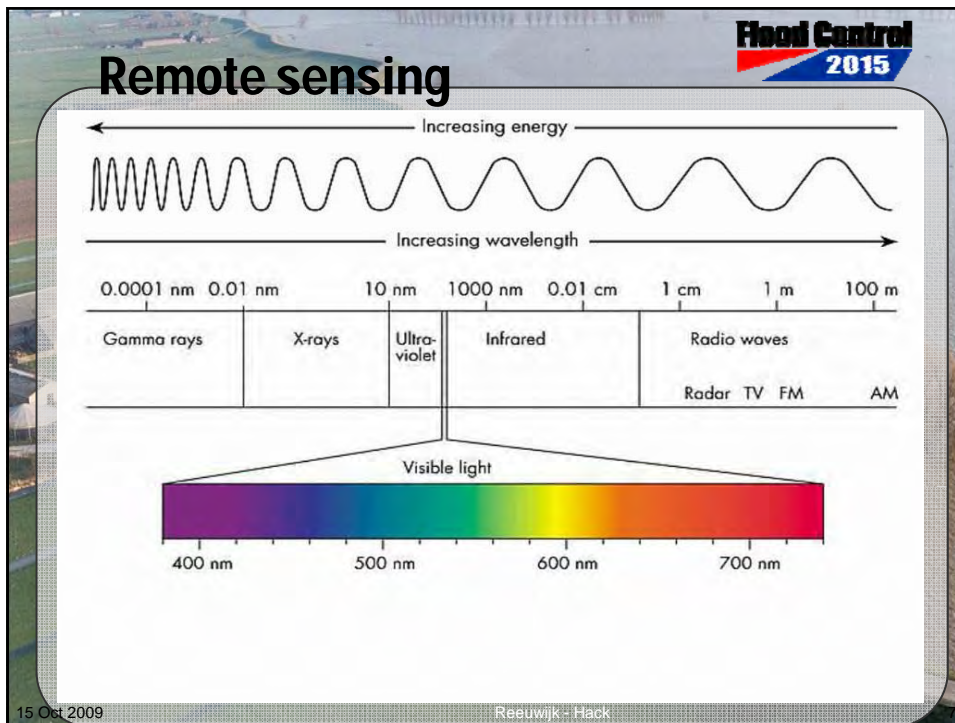 Flood Control
2015
Remote sensing
Increasing energy
Increasing wavelength
0.0001 nm 0.01 nm 10 nm 1000 nm 0.01 cm 1 cm 1 m 100 m
Gamma rays X-rays Ultra- Infrared Radio waves
violet
Radar TV FM AM
Visible light
400 nm 500 nm 600 nm 700 nm
15 Oct 2009 Reeuwijk - Hack 7